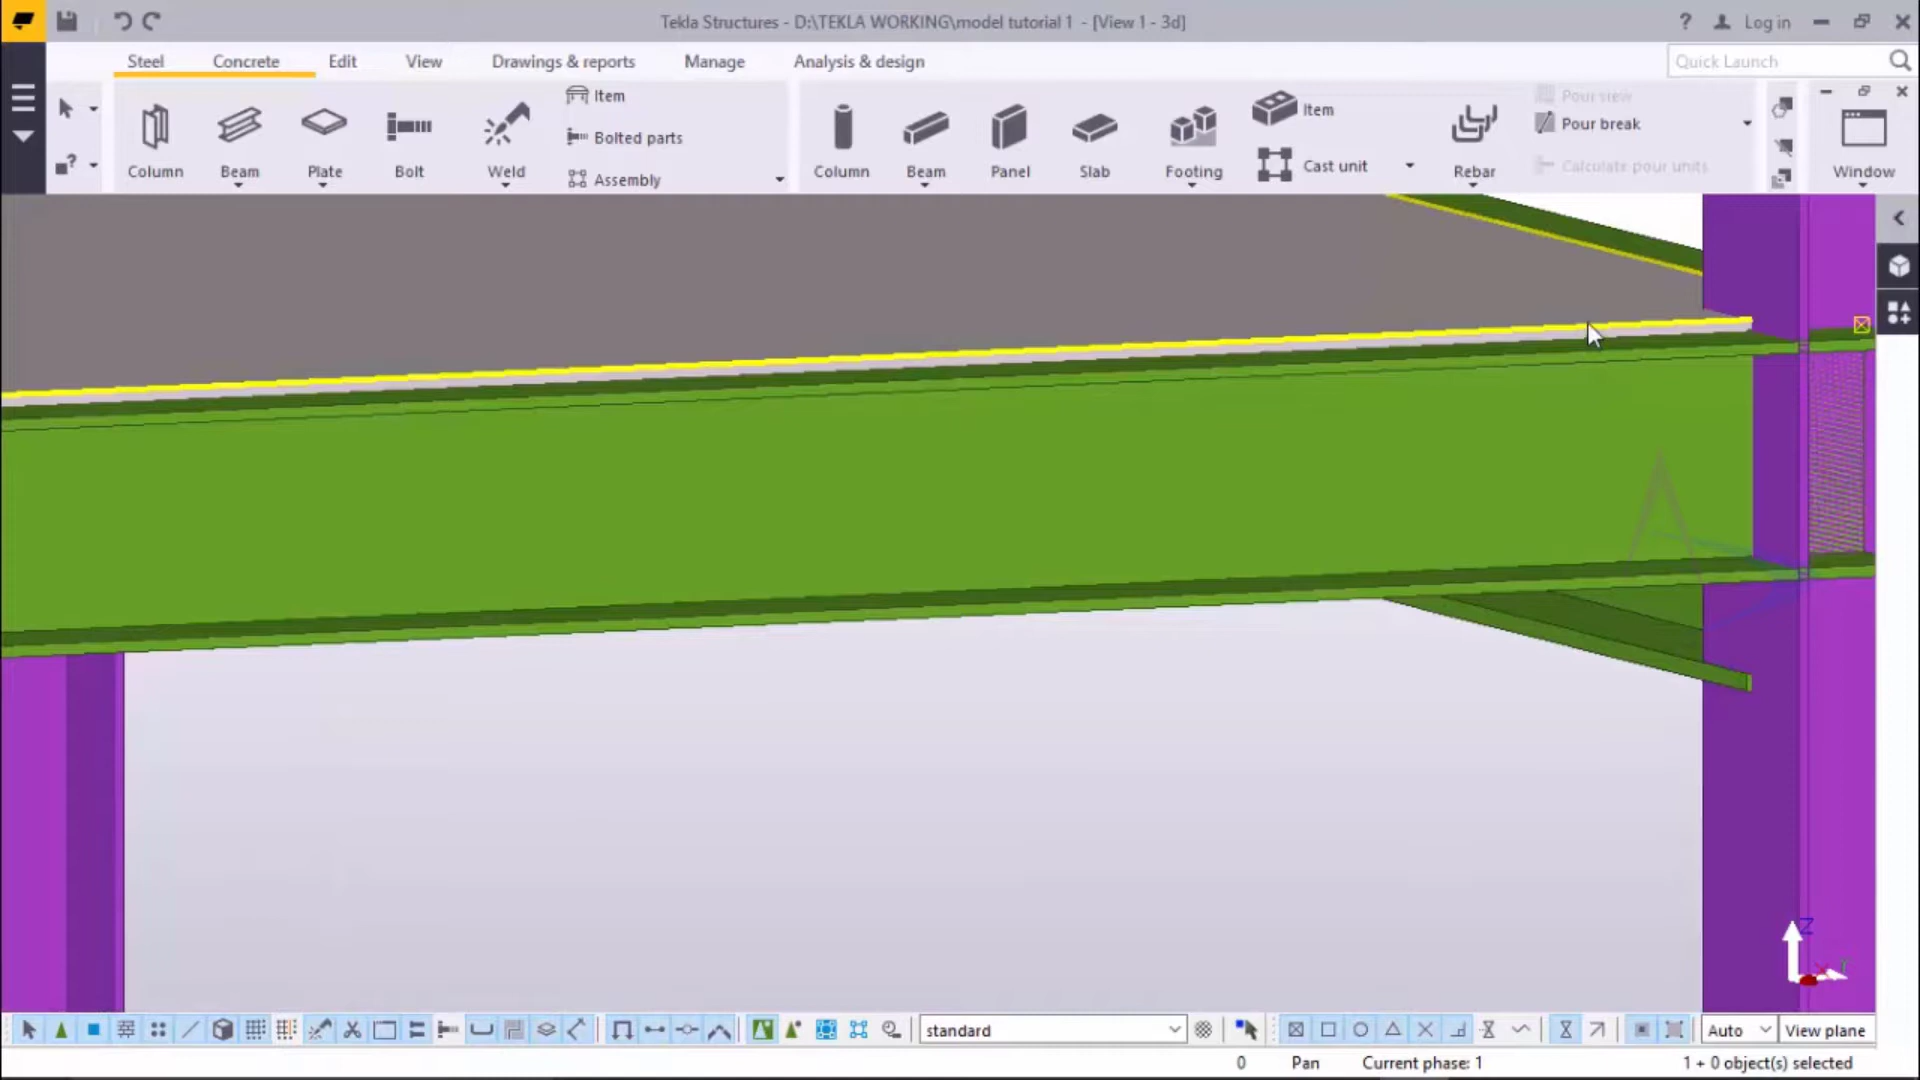 Tekla Structures - D:\TEKLA WORKING\model tutorial 1 - [View 1 - 3d]
? Log in
Steel Concrete Edit View Drawings & reports Manage Analysis & design
Quick Launch
Column Beam Plate Bolt Weld
Item
Bolted parts
Assembly
Column Beam Panel Slab Footing
Item
Cast unit
Rebar
Pour view
Pour break
Calculate pour units
Window
Z
standard
Auto
View plane
0 Pan Current phase: 1 1 + 0 object(s) selected